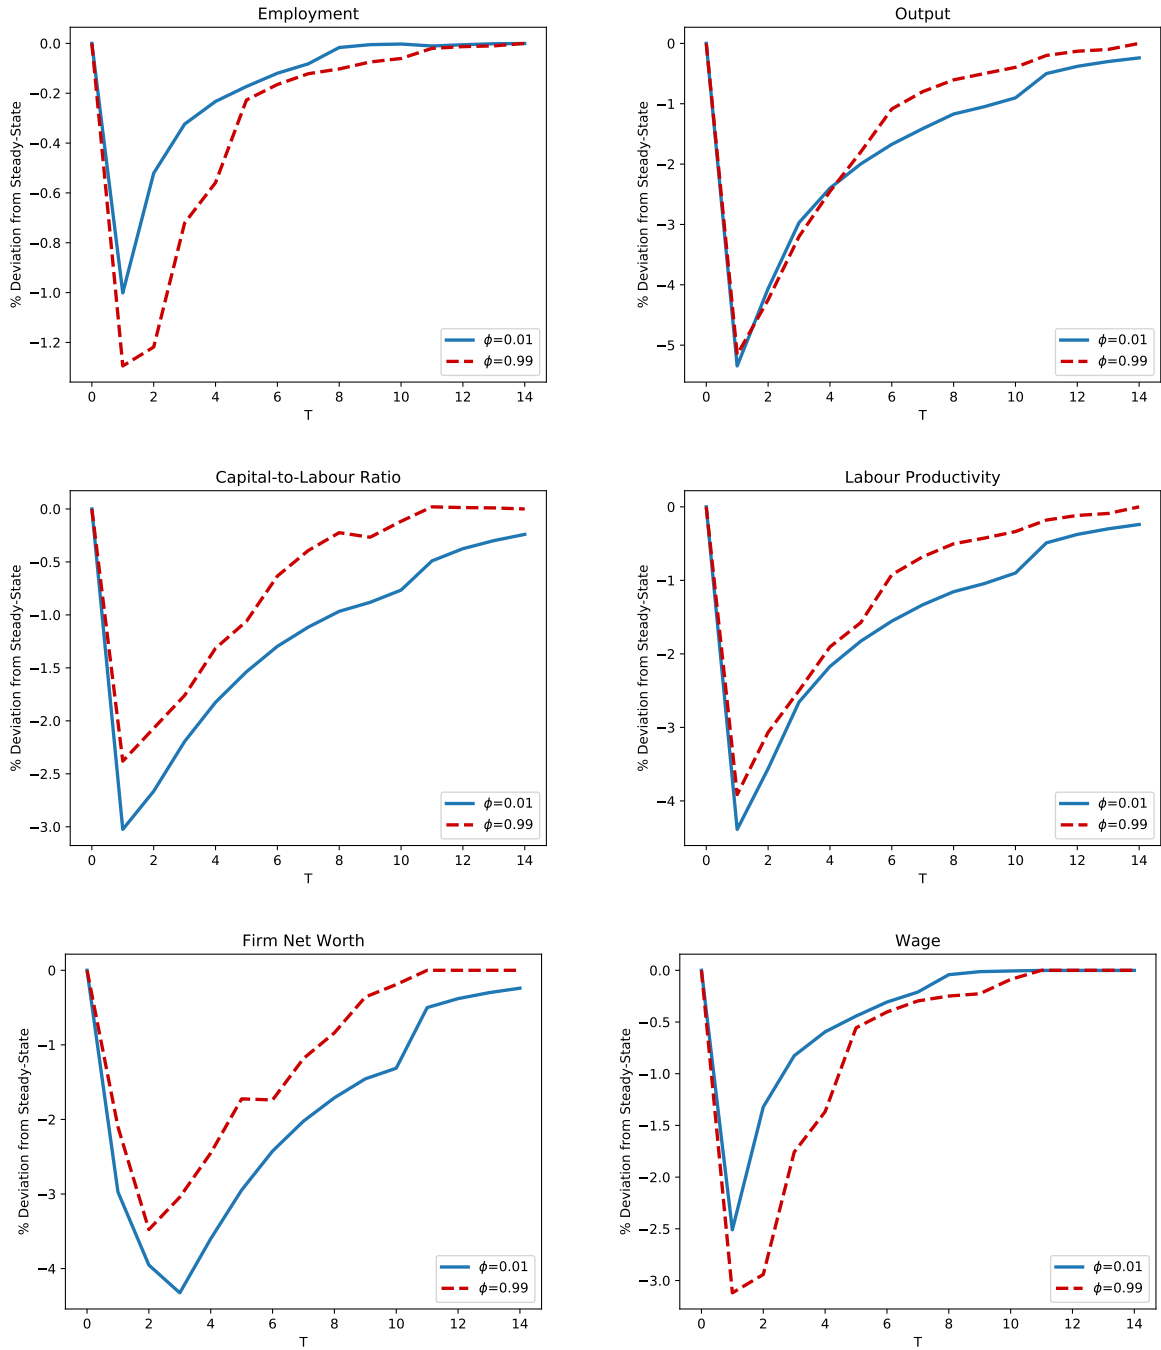 Employment
% Deviation from Steady-State
0.0
−0.2
−0.4
−0.6
−0.8
−1.0
−1.2
0 2 4 6 8 10 12 14
T
ϕ=0.01
ϕ=0.99
Output
% Deviation from Steady-State
0
−1
−2
−3
−4
−5
0 2 4 6 8 10 12 14
T
ϕ=0.01
ϕ=0.99
Capital-to-Labour Ratio
% Deviation from Steady-State
0.0
−0.5
−1.0
−1.5
−2.0
−2.5
−3.0
0 2 4 6 8 10 12 14
T
ϕ=0.01
ϕ=0.99
Labour Productivity
% Deviation from Steady-State
0
−1
−2
−3
−4
0 2 4 6 8 10 12 14
T
ϕ=0.01
ϕ=0.99
Firm Net Worth
% Deviation from Steady-State
0
−1
−2
−3
−4
0 2 4 6 8 10 12 14
T
ϕ=0.01
ϕ=0.99
Wage
% Deviation from Steady-State
0.0
−0.5
−1.0
−1.5
−2.0
−2.5
−3.0
0 2 4 6 8 10 12 14
T
ϕ=0.01
ϕ=0.99